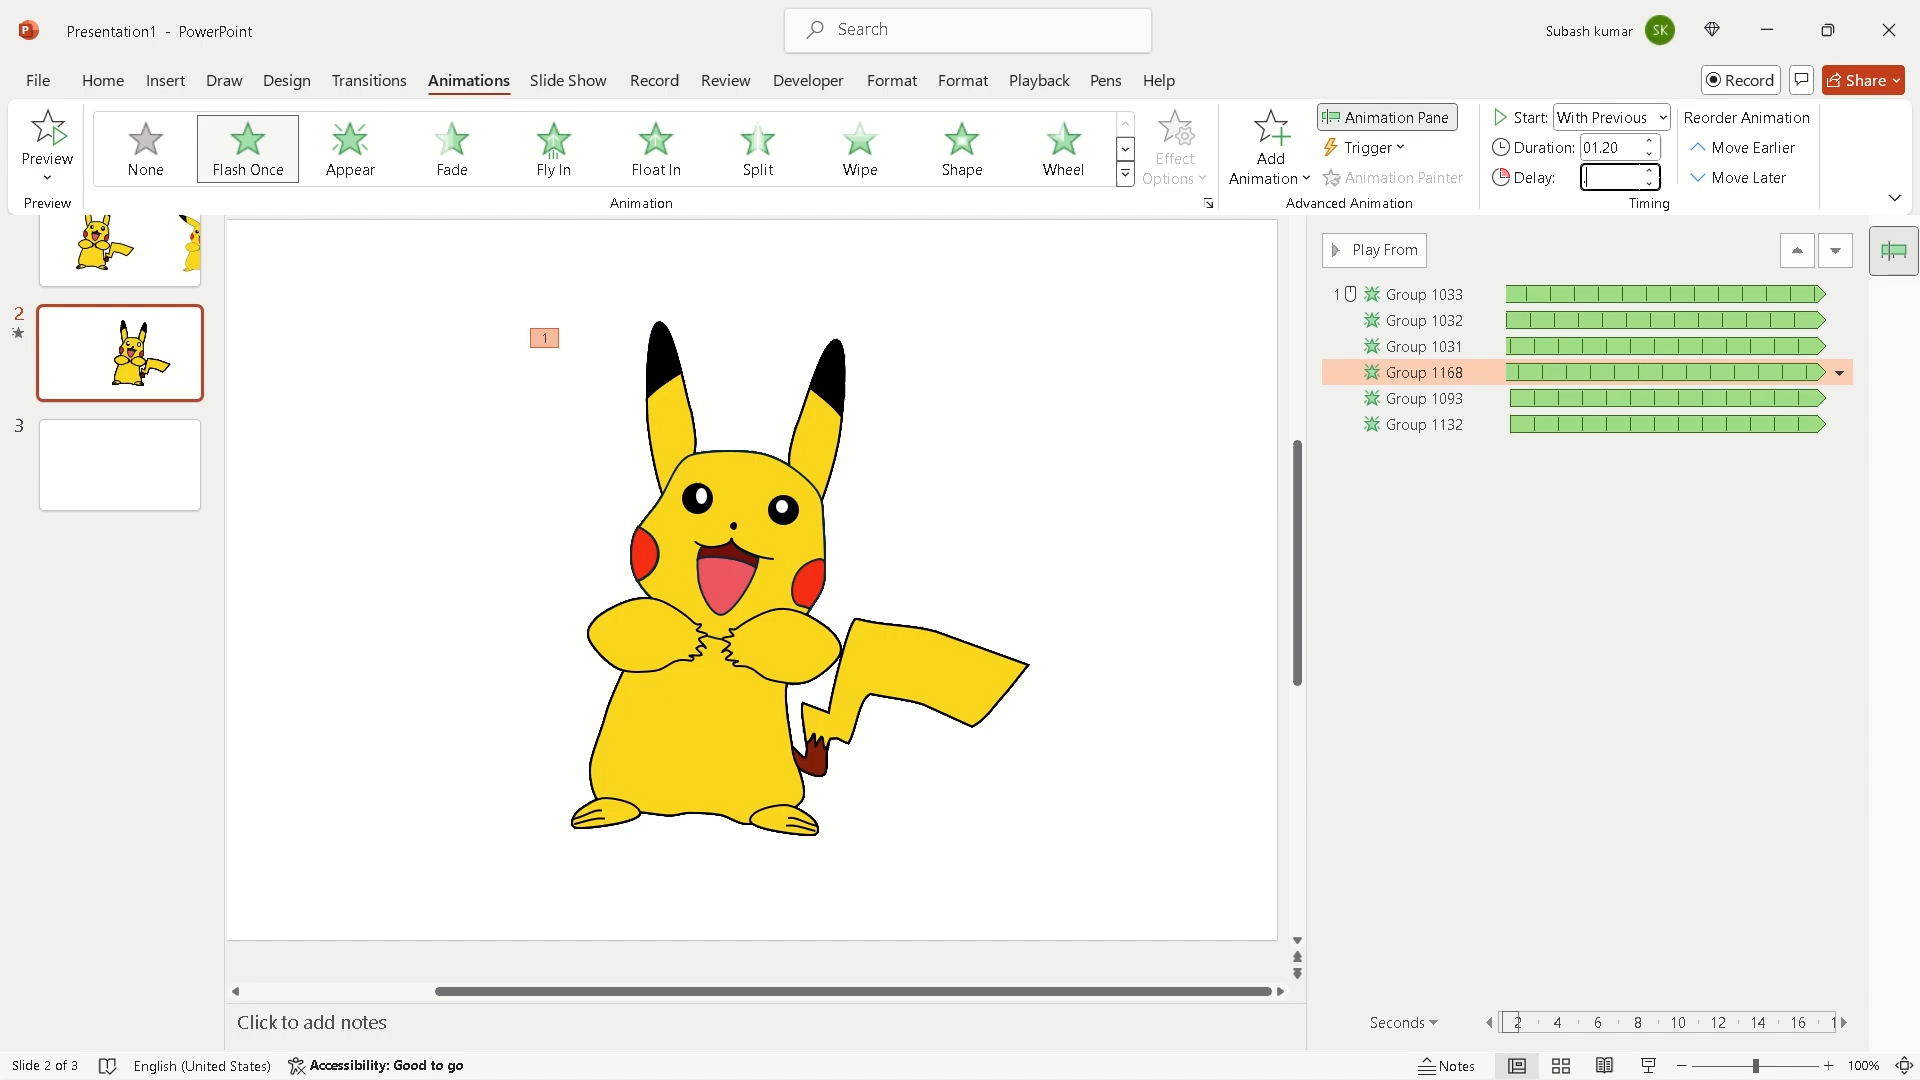 Presentation1 - PowerPoint
Search
Subash kumar SK
File Home Insert Draw Design Transitions Animations Slide Show Record Review Developer Format Format Playback Pens Help
Record Share
Preview
Preview
None Flash Once Appear Fade Fly In Float In Split Wipe Shape Wheel
Animation
Effect Options
Add Animation
Animation Pane
Trigger
Animation Painter
Advanced Animation
Start: With Previous
Duration: 01.20
Delay: .
Timing
Reorder Animation
Move Earlier
Move Later
2
3
1
Play From
1 Group 1033
Group 1032
Group 1031
Group 1168
Group 1093
Group 1132
Seconds 2 4 6 8 10 12 14 16 1
Click to add notes
Slide 2 of 3 English (United States) Accessibility: Good to go Notes 100%